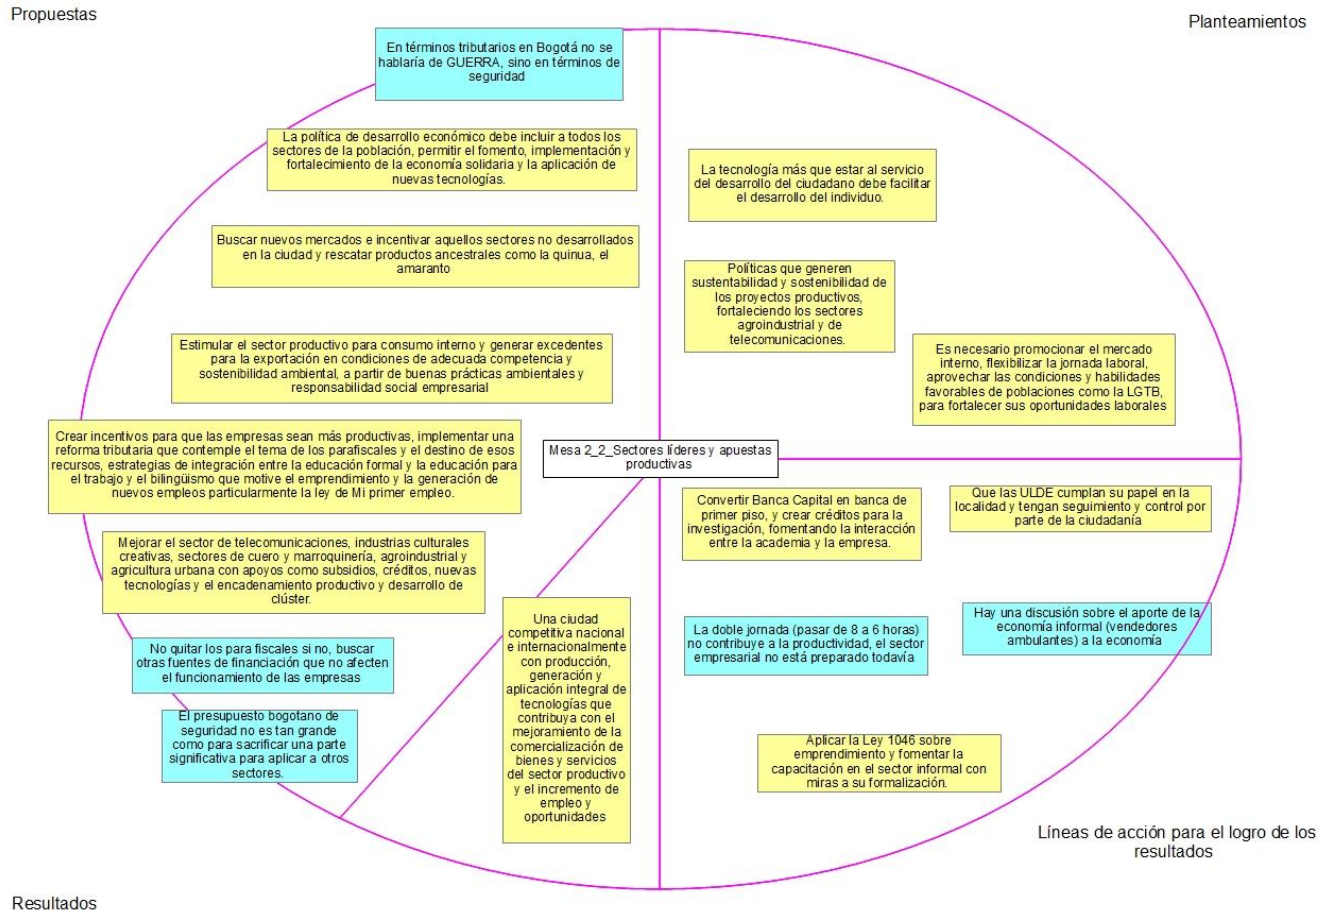 Propuestas
Planteamientos
En términos tributarios en Bogotá no se
hablaría de GUERRA, sino en términos de
seguridad
La política de desarrollo económico debe incluir a todos los
sectores de la población, permitir el fomento, implementación y
fortalecimiento de la economía solidaria y la aplicación de
nuevas tecnologías.
La tecnología más que estar al servicio
del desarrollo del ciudadano debe facilitar
el desarrollo del individuo.
Buscar nuevos mercados e incentivar aquellos sectores no desarrollados
en la ciudad y rescatar productos ancestrales como la quinua, el
amaranto
Políticas que generen
sustentabilidad y sostenibilidad de
los proyectos productivos,
fortaleciendo los sectores
agroindustrial y de
telecomunicaciones.
Estimular el sector productivo para consumo interno y generar excedentes
para la exportación en condiciones de adecuada competencia y
sostenibilidad ambiental, a partir de buenas prácticas ambientales y
responsabilidad social empresarial
Es necesario promocionar el mercado
interno, flexibilizar la jornada laboral,
aprovechar las condiciones y habilidades
favorables de poblaciones como la LGTB,
para fortalecer sus oportunidades laborales
Crear incentivos para que las empresas sean más productivas, implementar una
reforma tributaria que contemple el tema de los parafiscales y el destino de esos
recursos, estrategias de integración entre la educación formal y la educación para
el trabajo y el bilingüismo que motive el emprendimiento y la generación de
nuevos empleos particularmente la ley de Mi primer empleo.
Mesa 2_2_Sectores líderes y apuestas
productivas
Convertir Banca Capital en banca de
primer piso, y crear créditos para la
investigación, fomentando la interacción
entre la academia y la empresa.
Que las ULDE cumplan su papel en la
localidad y tengan seguimiento y control por
parte de la ciudadanía
Mejorar el sector de telecomunicaciones, industrias culturales
creativas, sectores de cuero y marroquinería, agroindustrial y
agricultura urbana con apoyos como subsidios, créditos, nuevas
tecnologías y el encadenamiento productivo y desarrollo de
clúster.
Una ciudad
competitiva nacional
e internacionalmente
con producción,
generación y
aplicación integral de
tecnologías que
contribuya con el
mejoramiento de la
comercialización de
bienes y servicios
del sector productivo
y el incremento de
empleo y
oportunidades
La doble jornada (pasar de 8 a 6 horas)
no contribuye a la productividad, el sector
empresarial no está preparado todavía
Hay una discusión sobre el aporte de la
economía informal (vendedores
ambulantes) a la economía
No quitar los para fiscales si no, buscar
otras fuentes de financiación que no afecten
el funcionamiento de las empresas
El presupuesto bogotano de
seguridad no es tan grande
como para sacrificar una parte
significativa para aplicar a otros
sectores.
Aplicar la Ley 1046 sobre
emprendimiento y fomentar la
capacitación en el sector informal con
miras a su formalización.
Líneas de acción para el logro de los
resultados
Resultados